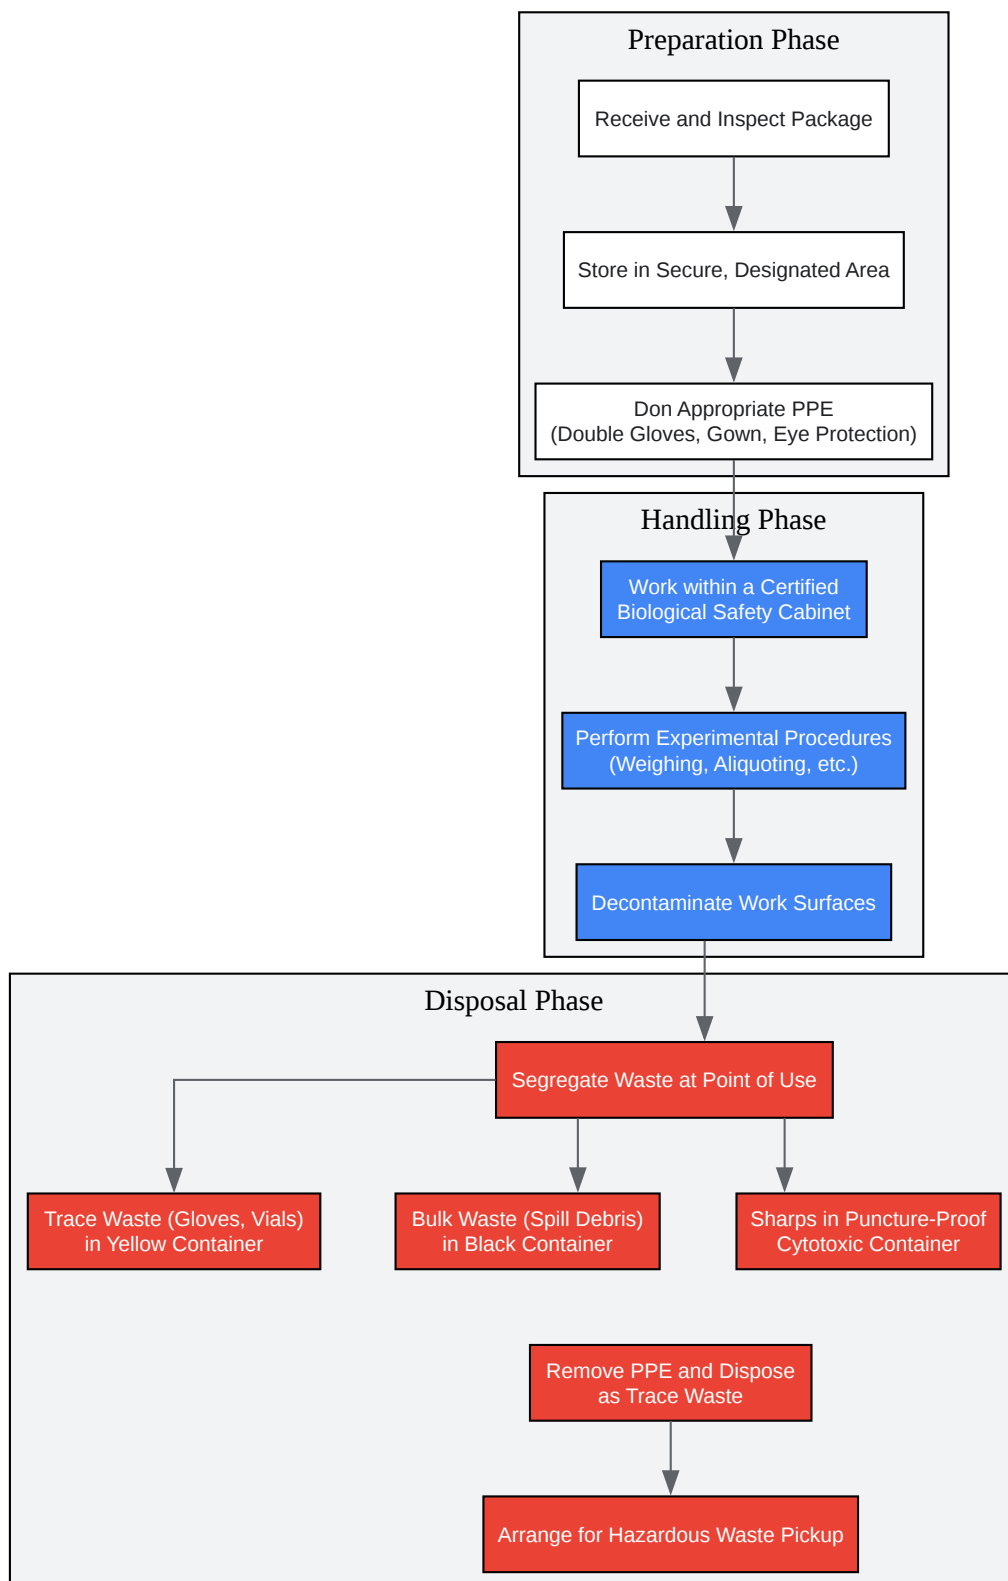 Preparation Phase
Receive and Inspect Package
Store in Secure, Designated Area
Don Appropriate PPE
(Double Gloves, Gown, Eye Protection)
Handling Phase
Work within a Certified
Biological Safety Cabinet
Perform Experimental Procedures
(Weighing, Aliquoting, etc.)
Decontaminate Work Surfaces
Disposal Phase
Segregate Waste at Point of Use
Trace Waste (Gloves, Vials)
in Yellow Container
Bulk Waste (Spill Debris)
in Black Container
Sharps in Puncture-Proof
Cytotoxic Container
Remove PPE and Dispose
as Trace Waste
Arrange for Hazardous Waste Pickup